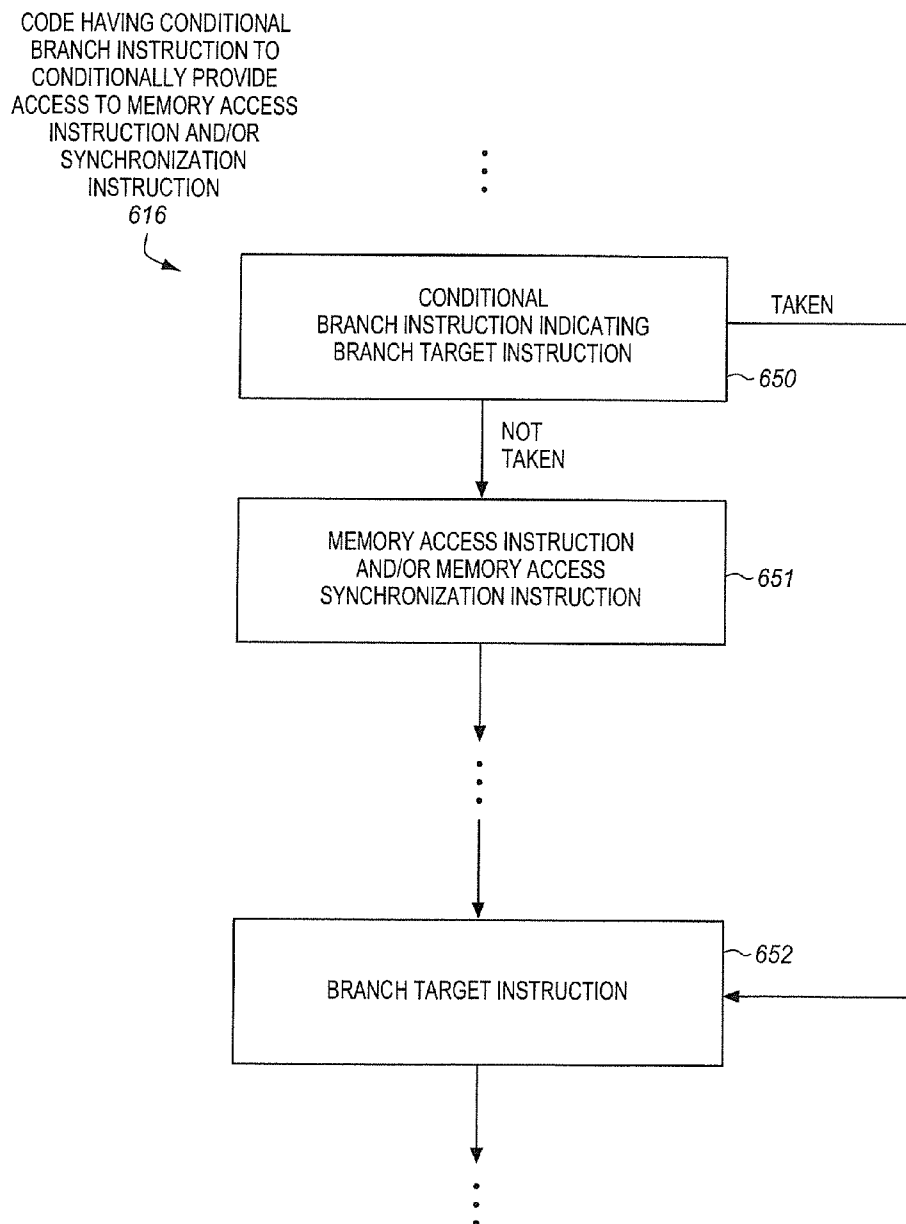 CODE HAVING CONDITIONAL
BRANCH INSTRUCTION TO
CONDITIONALLY PROVIDE
ACCESS TO MEMORY ACCESS
INSTRUCTION AND/OR
SYNCHRONIZATION
INSTRUCTION
616
CONDITIONAL
BRANCH INSTRUCTION INDICATING
BRANCH TARGET INSTRUCTION
TAKEN
650
NOT
TAKEN
MEMORY ACCESS INSTRUCTION
AND/OR MEMORY ACCESS
SYNCHRONIZATION INSTRUCTION
651
652
BRANCH TARGET INSTRUCTION